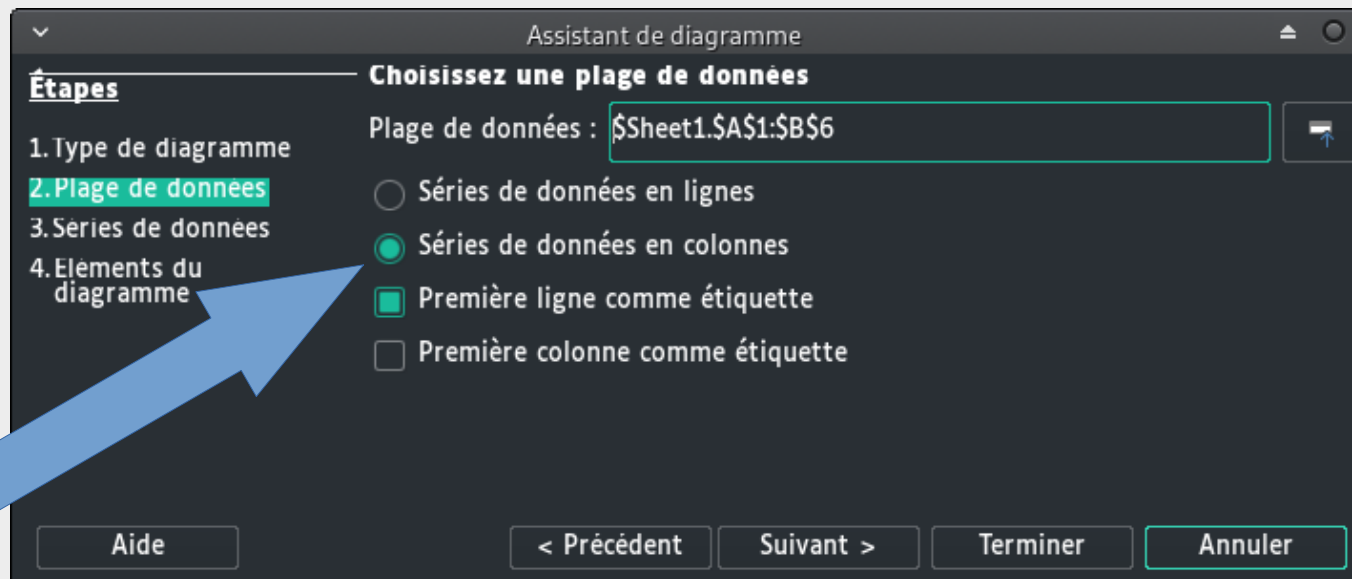 Assistant de diagramme
Étapes
1. Type de diagramme
2. Plage de données
3. Séries de données
4. Éléments du
diagramme
Choisissez une plage de données
Plage de données : $Sheet1.$A$1:$B$6
Séries de données en lignes
Séries de données en colonnes
Première ligne comme étiquette
Première colonne comme étiquette
Aide
< Précédent
Suivant >
Terminer
Annuler